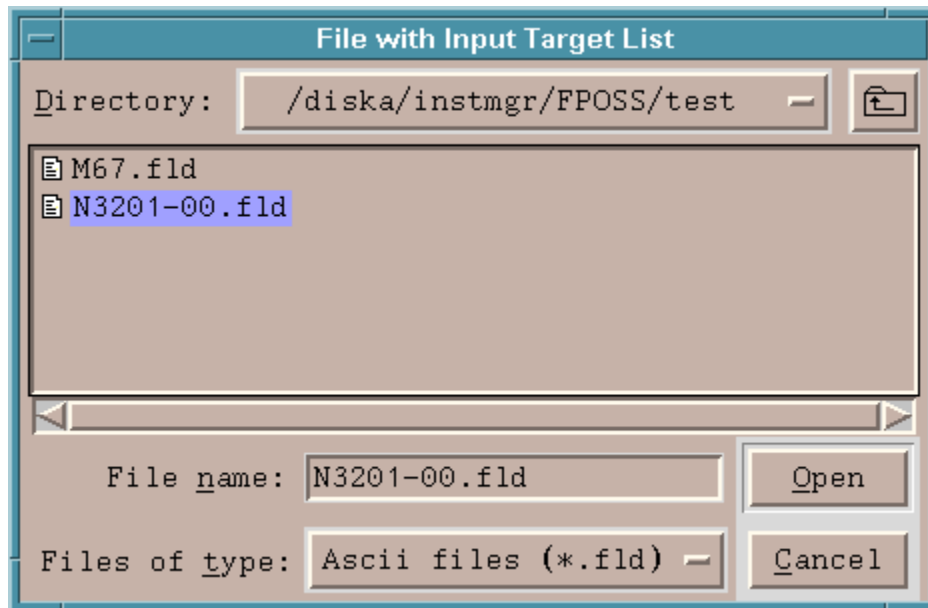 File with Input Target List
Directory: /diska/instmgr/FPOSS/test
M67.fld
N3201-00.fld
File name: N3201-00.fld Open
Files of type: Ascii files (*.fld) Cancel